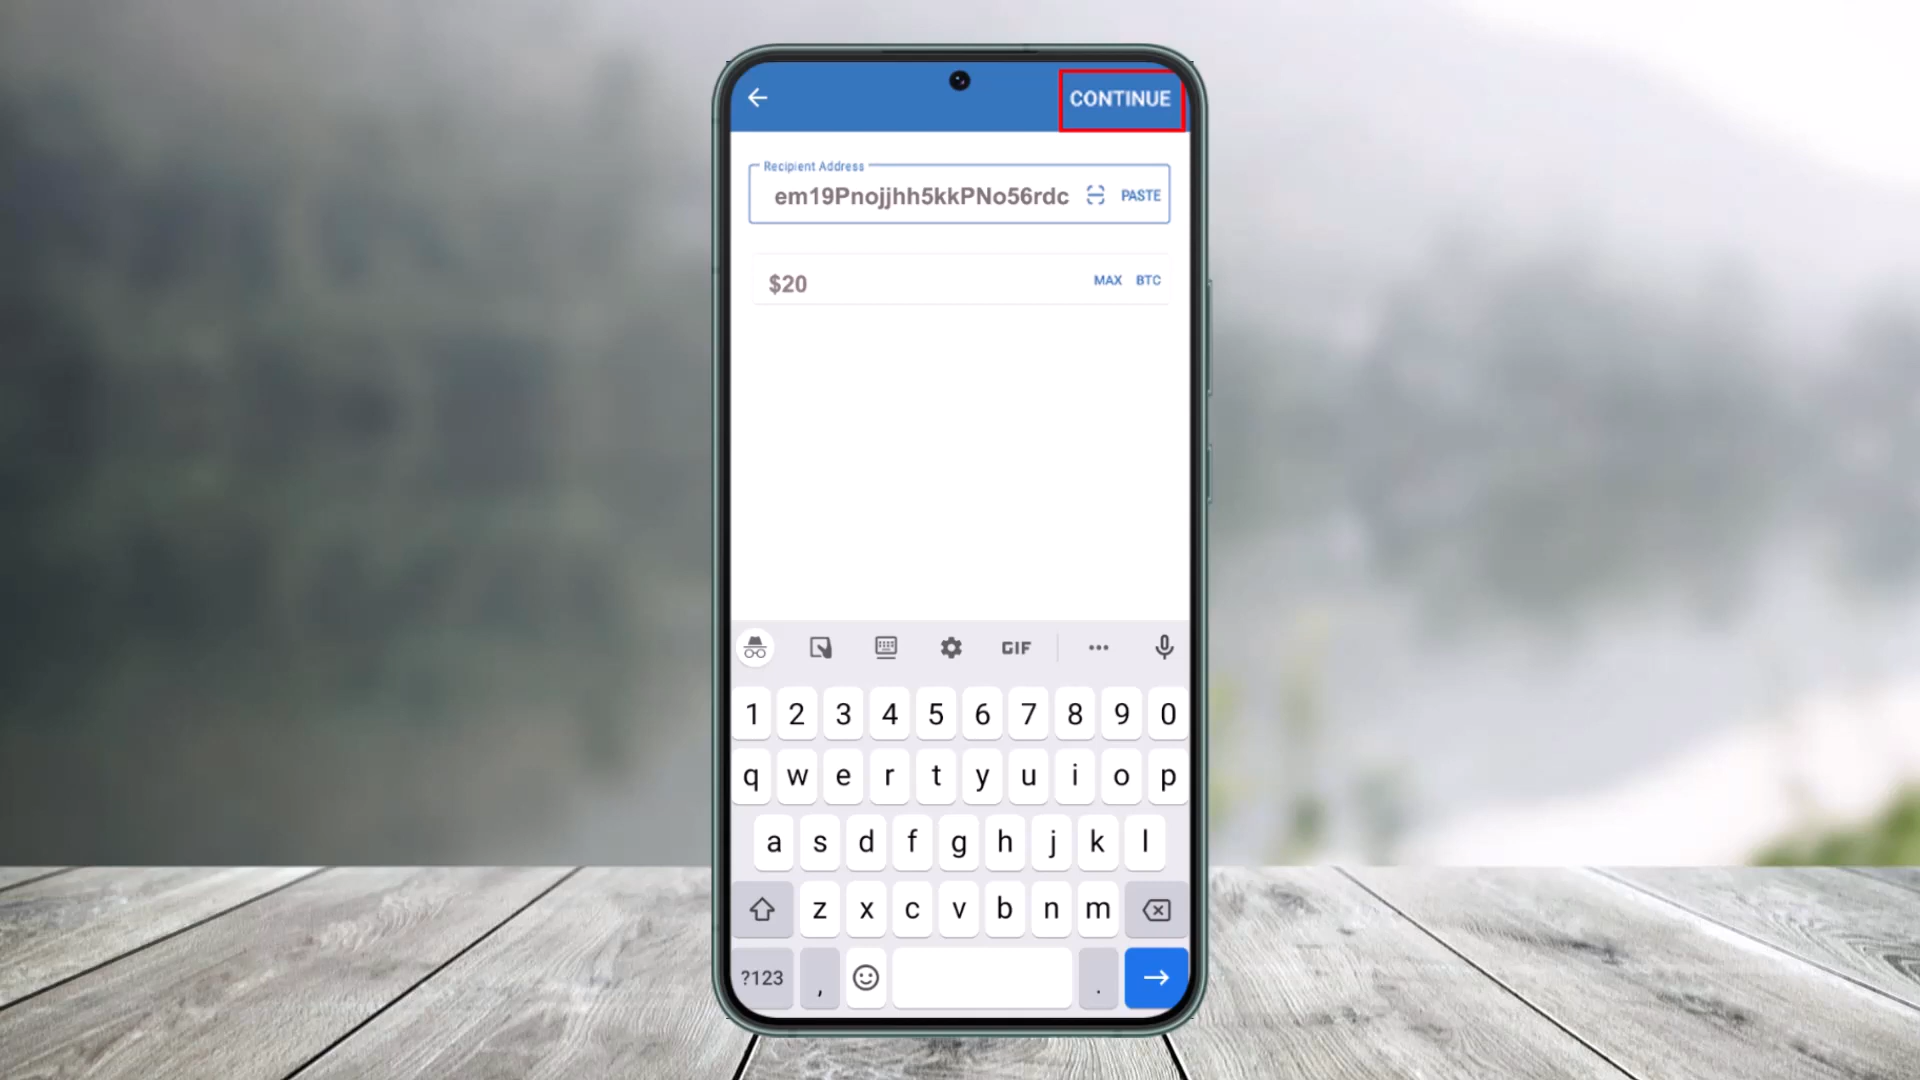 CONTINUE
Recipient Address
em19Pnojjhh5kkPNo56rdc PASTE
$20 MAX BTC
GIF
1 2 3 4 5 6 7 8 9 0
q w e r t y u i o p
a s d f g h j k l
z x c v b n m
?123 , .